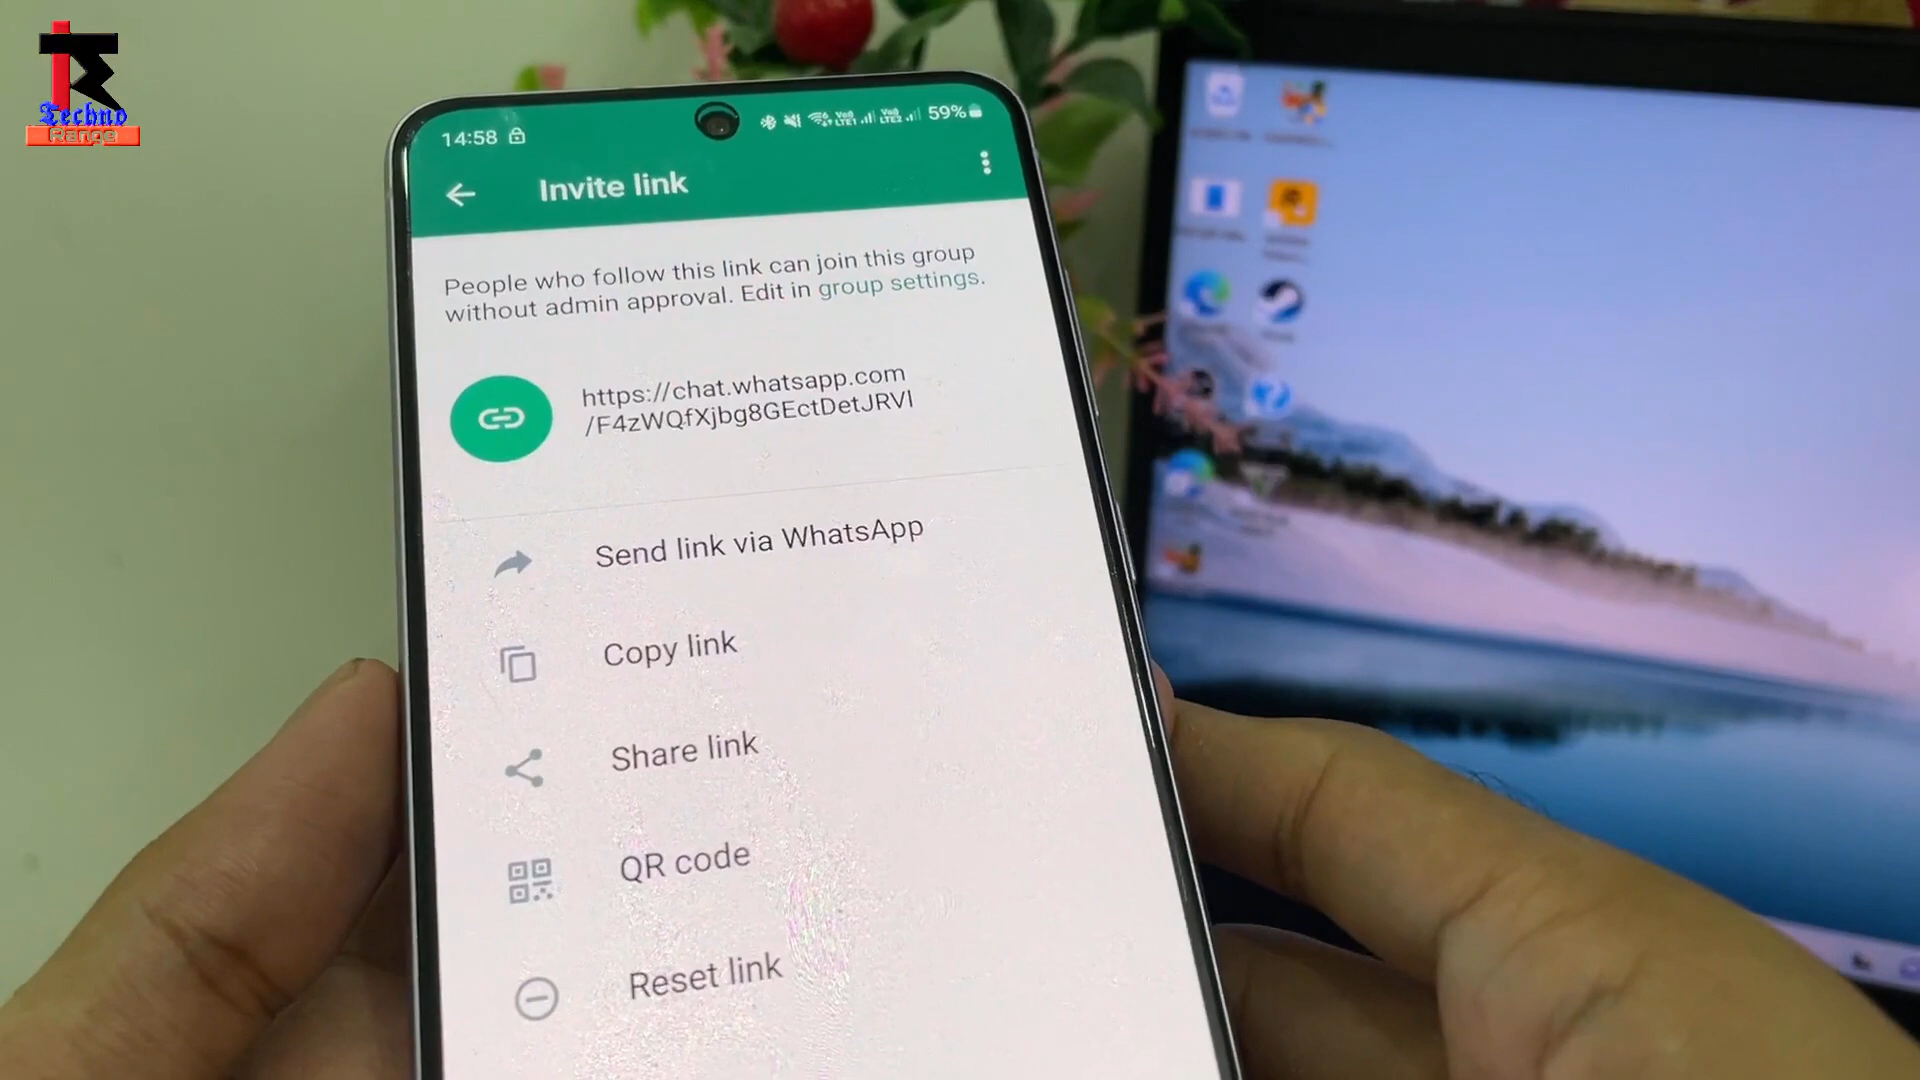 Techno
Range
14:58
59%
Invite link
People who follow this link can join this group
without admin approval. Edit in group settings.
https://chat.whatsapp.com
/F4zWQfXjbg8GEctDetJRVl
Send link via WhatsApp
Copy link
Share link
QR code
Reset link